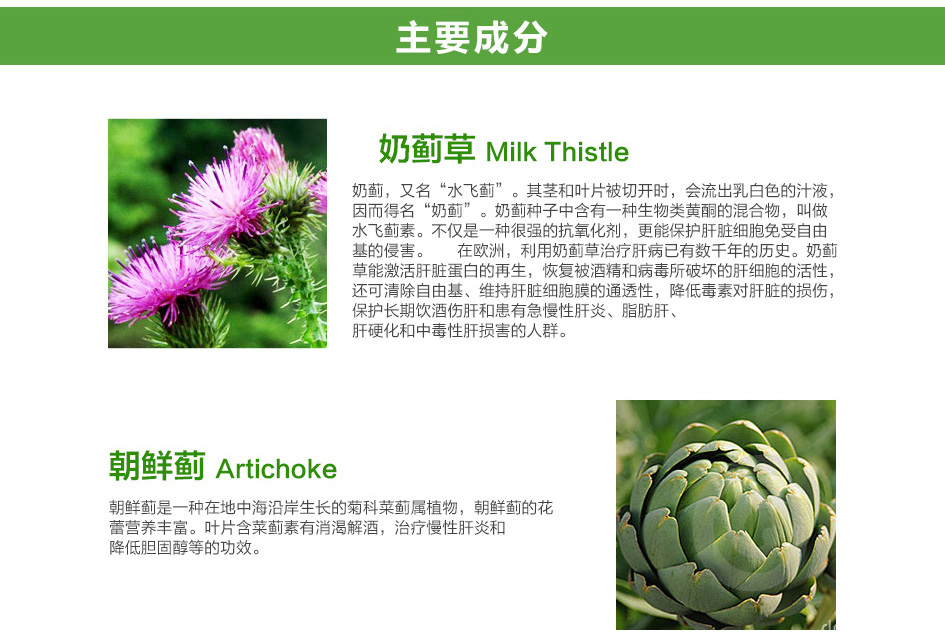 主要成分
奶蓟草 Milk Thistle
奶蓟，又名“水飞蓟”。其茎和叶片被切开时，会流出乳白色的汁液，
因而得名“奶蓟”。奶蓟种子中含有一种生物类黄酮的混合物，叫做
水飞蓟素。不仅是一种很强的抗氧化剂，更能保护肝脏细胞免受自由
基的侵害。 在欧洲，利用奶蓟草治疗肝病已有数千年的历史。奶蓟
草能激活肝脏蛋白的再生，恢复被酒精和病毒所破坏的肝细胞的活性，
还可清除自由基、维持肝脏细胞膜的通透性，降低毒素对肝脏的损伤，
保护长期饮酒伤肝和患有急慢性肝炎、脂肪肝、
肝硬化和中毒性肝损害的人群。
朝鲜蓟 Artichoke
朝鲜蓟是一种在地中海沿岸生长的菊科菜蓟属植物，朝鲜蓟的花
蕾营养丰富。叶片含菜蓟素有消渴解酒，治疗慢性肝炎和
降低胆固醇等的功效。